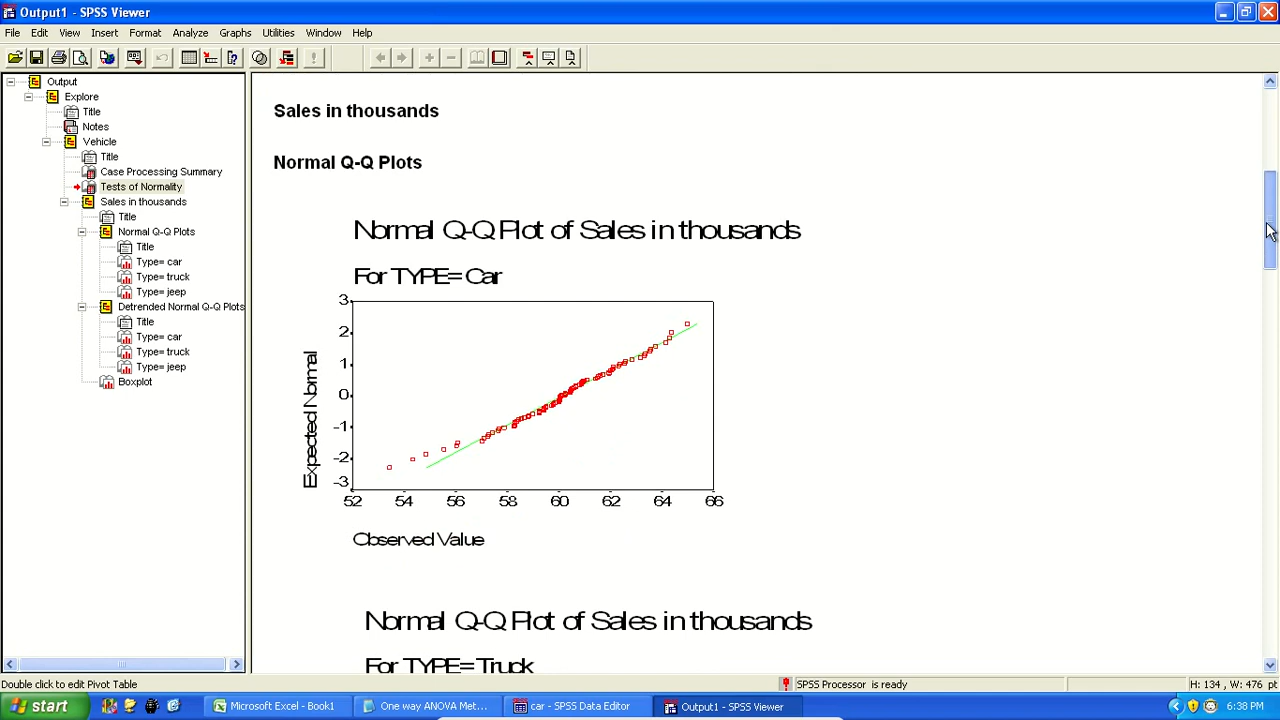 Output1 - SPSS Viewer
File Edit View Insert Format Analyze Graphs Utilities Window Help
Output
Explore
Title
Notes
Vehicle
Title
Case Processing Summary
Tests of Normality
Sales in thousands
Title
Normal Q-Q Plots
Title
Type= car
Type= truck
Type= jeep
Detrended Normal Q-Q Plots
Title
Type= car
Type= truck
Type= jeep
Boxplot
Sales in thousands
Normal Q-Q Plots
Normal Q-Q Plot of Sales in thousands
For TYPE= Car
3
2
1
0
-1
-2
-3
Expected Normal
52 54 56 58 60 62 64 66
Observed Value
Normal Q-Q Plot of Sales in thousands
For TYPE= Truck
Double click to edit Pivot Table
SPSS Processor is ready
H: 134 , W: 476 pt
start
Microsoft Excel - Book1
One way ANOVA Met...
car - SPSS Data Editor
Output1 - SPSS Viewer
6:38 PM